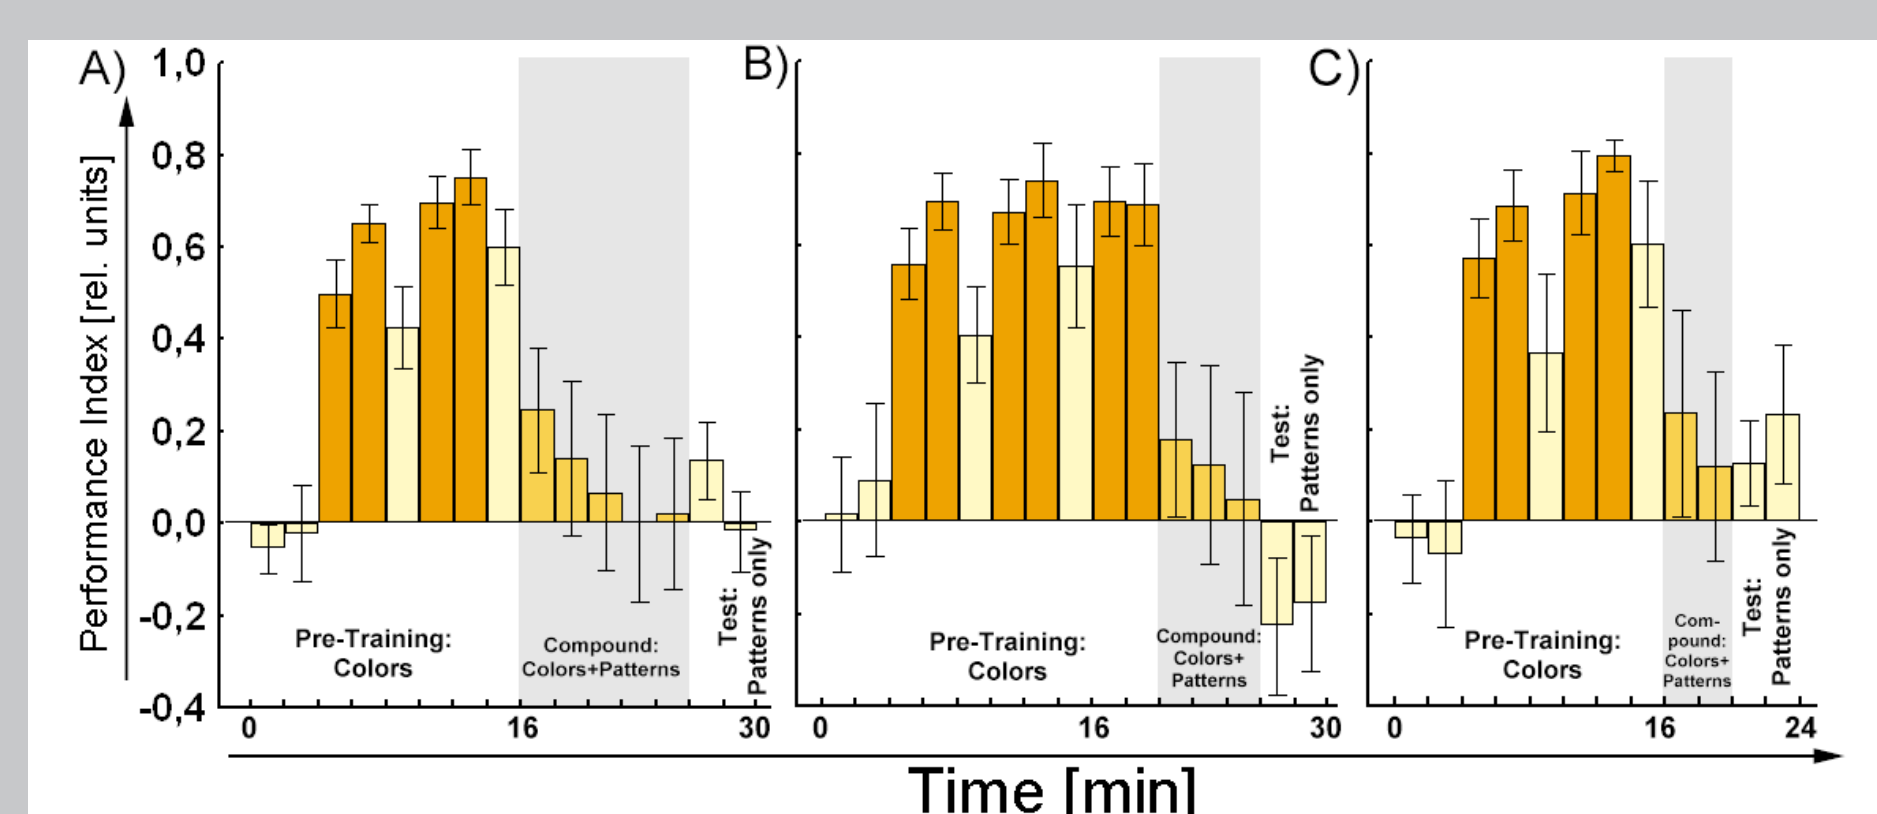 A)
B)
C)
Performance Index [rel. units]
1,0
0,8
0,6
0,4
0,2
0,0
-0,2
-0,4
Pre-Training:
Colors
Compound:
Colors+Patterns
Test:
Patterns only
0 16 30
Pre-Training:
Colors
Compound:
Colors+
Patterns
Test:
Patterns only
0 16 30
Pre-Training:
Colors
Com-
pound:
Colors+
Patterns
Test:
Patterns only
0 16 24
Time [min]